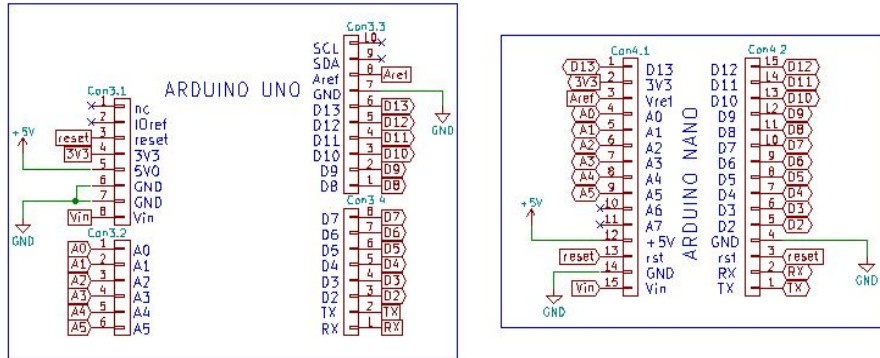 Con3.3
SCL 10
SDA 9
Aref 8 Aref
GND 7
GND
ARDUINO UNO
D13 6 D13
D12 5 D12
D11 4 D11
D10 3 D10
D9 2 D9
D8 1 D8
Con3.1
1 nc
2 IOref
reset 3 reset
3V3 4 3V3
+5V
5 5V0
6 GND
7 GND
Vin 8 Vin
GND
Con3.2
A0 1 A0
A1 2 A1
A2 3 A2
A3 4 A3
A4 5 A4
A5 6 A5
Con3.4
D7 8 D7
D6 7 D6
D5 6 D5
D4 5 D4
D3 4 D3
D2 3 D2
TX 2 TX
RX 1 RX
Con4.1
D13 1 D13
3V3 2 3V3
Aref 3 Vref
A0 4 A0
A1 5 A1
A2 6 A2
A3 7 A3
A4 8 A4
A5 9 A5
10 A6
11 A7
+5V
12 +5V
reset 13 rst
14 GND
Vin 15 Vin
GND
ARDUINO NANO
Con4.2
D12 15 D12
D11 14 D11
D10 13 D10
D9 12 D9
D8 11 D8
D7 10 D7
D6 9 D6
D5 8 D5
D4 7 D4
D3 6 D3
D2 5 D2
GND 4
rst 3 reset
RX 2 RX
TX 1 TX
GND